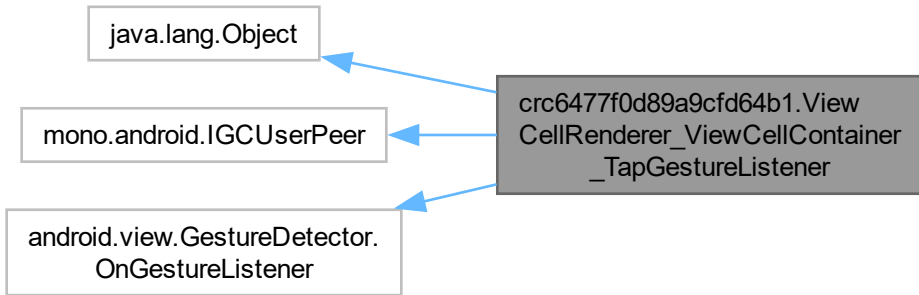 java.lang.Object
mono.android.IGCUserPeer
android.view.GestureDetector.
OnGestureListener
crc6477f0d89a9cfd64b1.View
CellRenderer_ViewCellContainer
_TapGestureListener